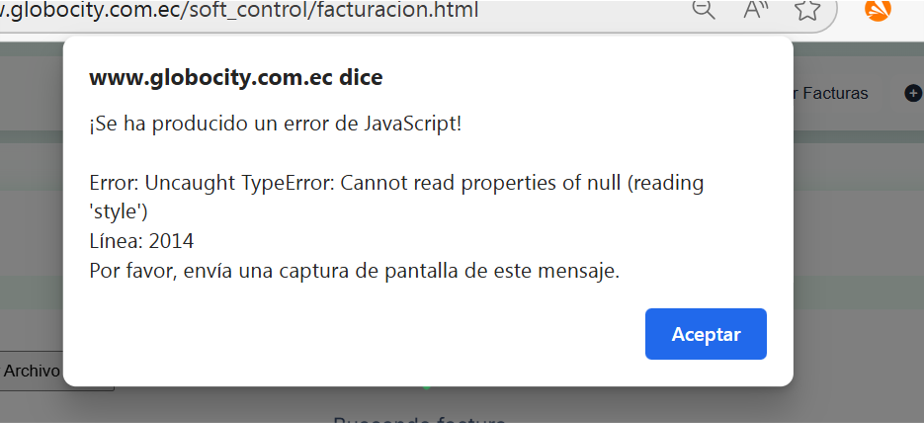 .globocity.com.ec/soft_control/facturacion.html
www.globocity.com.ec dice
¡Se ha producido un error de JavaScript!
r Facturas
Error: Uncaught TypeError: Cannot read properties of null (reading
'style')
Línea: 2014
Por favor, envía una captura de pantalla de este mensaje.
Aceptar
Archivo